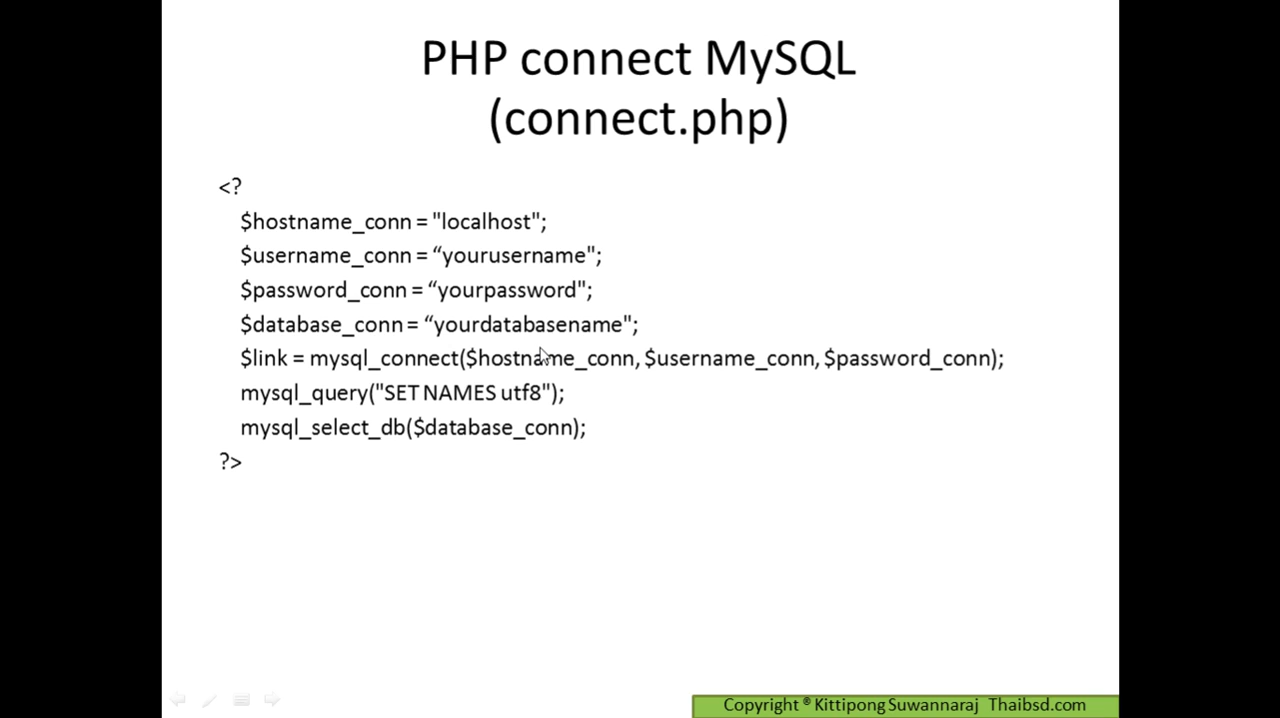 PHP connect MySQL
(connect.php)
<?
$hostname_conn = "localhost";
$username_conn = “yourusername";
$password_conn = “yourpassword";
$database_conn = “yourdatabasename";
$link = mysql_connect($hostname_conn, $username_conn, $password_conn);
mysql_query("SET NAMES utf8");
mysql_select_db($database_conn);
?>
Copyright ® Kittipong Suwannaraj Thaibsd.com